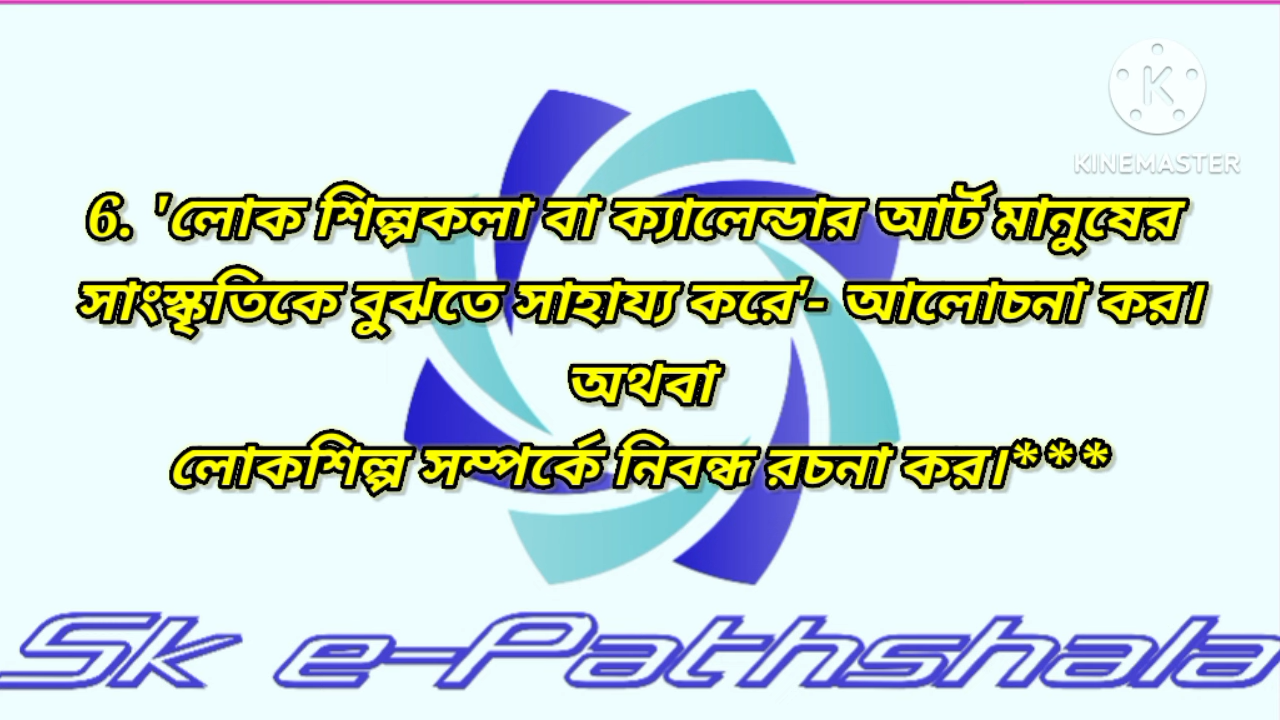 KINEMASTER
6. 'লোক শিল্পকলা বা ক্যালেন্ডার আর্ট মানুষের
সাংস্কৃতিকে বুঝতে সাহায্য করে'- আলোচনা কর।
অথবা
লোকশিল্প সম্পর্কে নিবন্ধ রচনা কর।***
Sk e-Pathshala